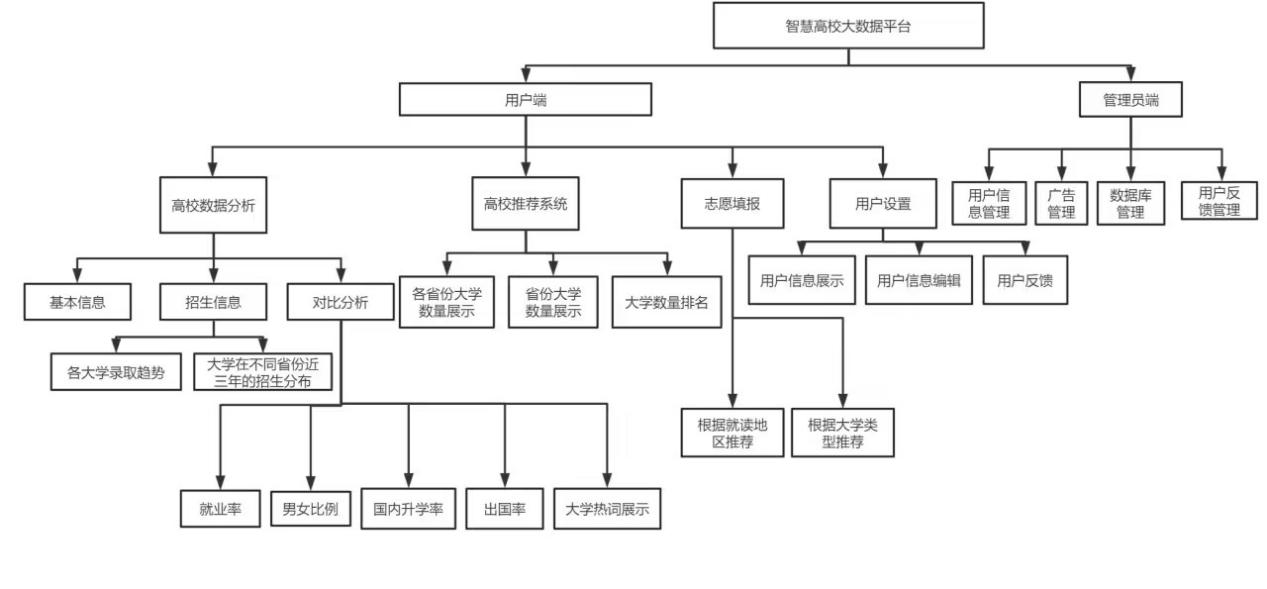 智慧高校大数据平台
用户端
管理员端
高校数据分析
高校推荐系统
志愿填报
用户设置
用户信
息管理
广告
管理
数据库
管理
用户反
馈管理
基本信息
招生信息
对比分析
各省份大学
数量展示
省份大学
数量展示
大学数量排名
用户信息展示
用户信息编辑
用户反馈
各大学录取趋势
大学在不同省份近
三年的招生分布
根据就读地
区推荐
根据大学类
型推荐
就业率
男女比例
国内升学率
出国率
大学热词展示